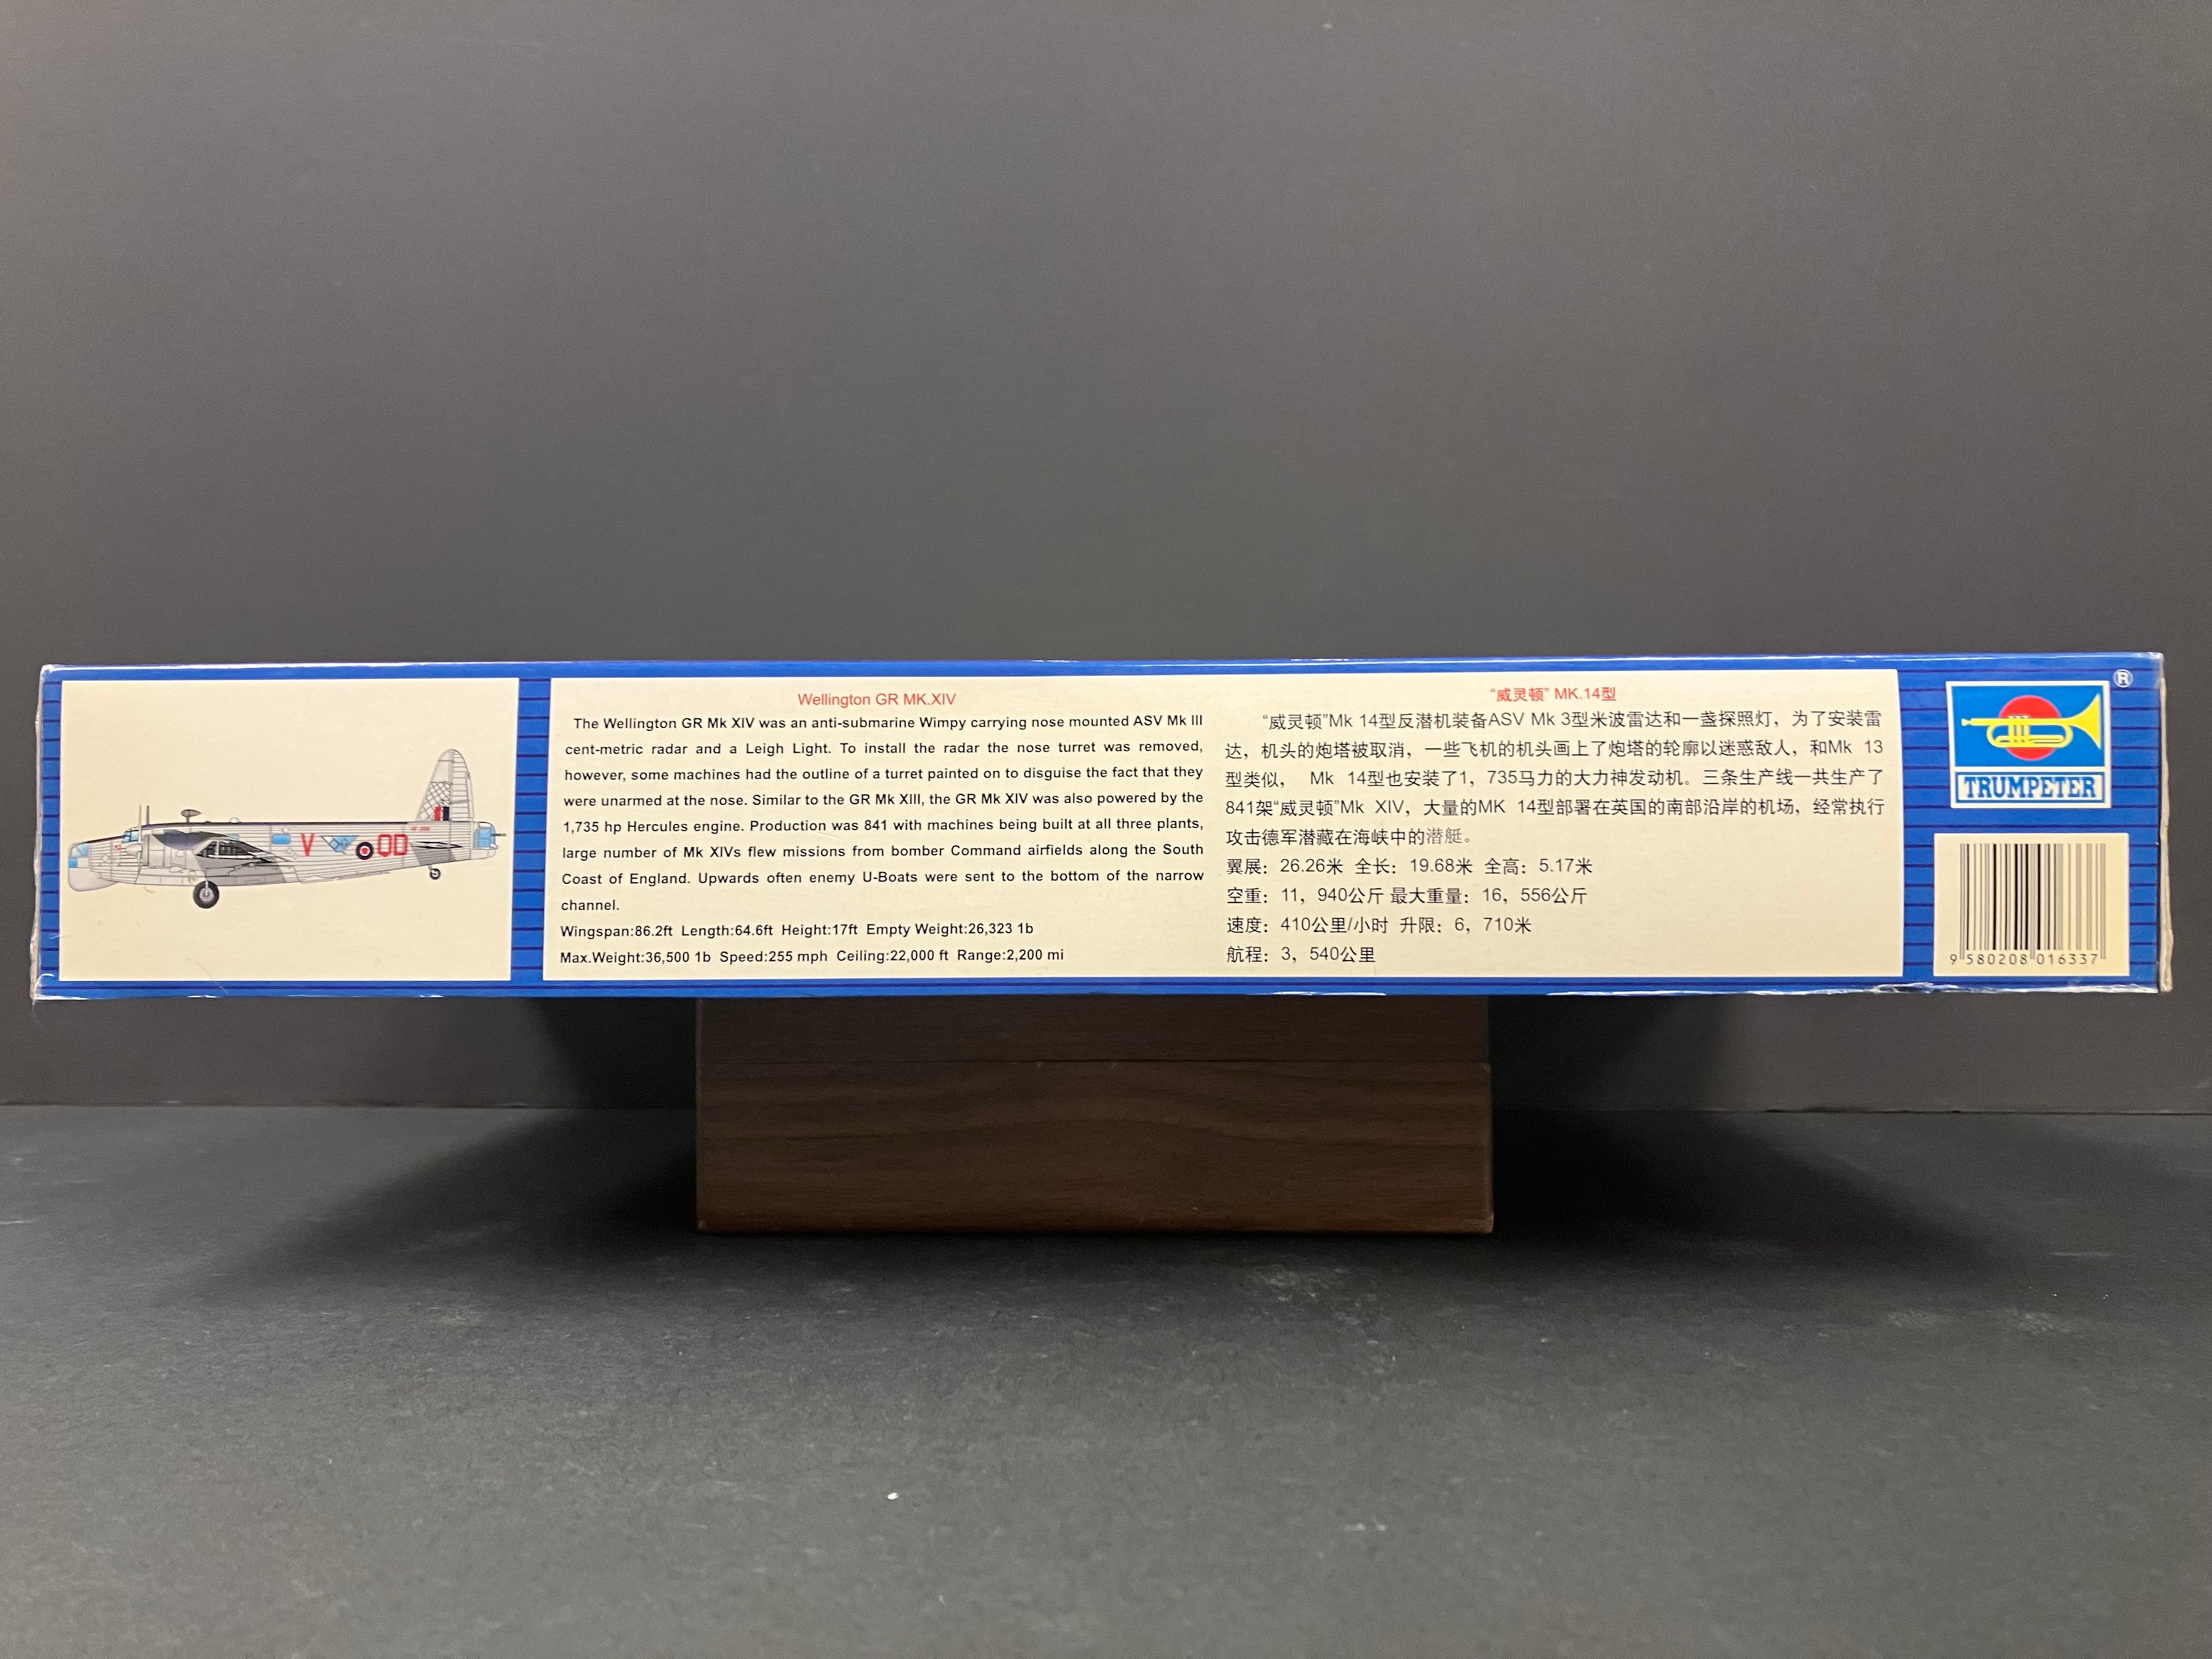 Wellington GR MK.XIV
The Wellington GR Mk XIV was an anti-submarine Wimpy carrying nose mounted ASV Mk III
cent-metric radar and a Leigh Light. To install the radar the nose turret was removed,
however, some machines had the outline of a turret painted on to disguise the fact that they
were unarmed at the nose. Similar to the GR Mk XIII, the GR Mk XIV was also powered by the
1,735 hp Hercules engine. Production was 841 with machines being built at all three plants,
large number of Mk XIVs flew missions from bomber Command airfields along the South
Coast of England. Upwards often enemy U-Boats were sent to the bottom of the narrow
channel.
Wingspan:86.2ft Length:64.6ft Height:17ft Empty Weight:26,323 1b
Max.Weight:36,500 1b Speed:255 mph Ceiling:22,000 ft Range:2,200 mi
“威灵顿” MK.14型
“威灵顿”Mk 14型反潜机装备ASV Mk 3型米波雷达和一盏探照灯，为了安装雷
达，机头的炮塔被取消，一些飞机的机头画上了炮塔的轮廓以迷惑敌人，和Mk 13
型类似， Mk 14型也安装了1，735马力的大力神发动机。三条生产线一共生产了
841架“威灵顿”Mk XIV，大量的MK 14型部署在英国的南部沿岸的机场，经常执行
攻击德军潜藏在海峡中的潜艇。
翼展：26.26米 全长：19.68米 全高：5.17米
空重：11，940公斤 最大重量：16，556公斤
速度：410公里/小时 升限：6，710米
航程：3，540公里
V OD
®
TRUMPETER
9 580208 016337